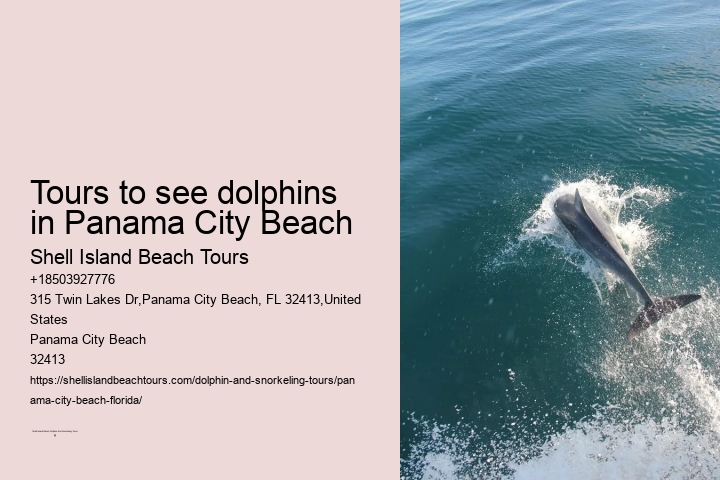 Tours to see dolphins
in Panama City Beach
Shell Island Beach Tours
+18503927776
315 Twin Lakes Dr,Panama City Beach, FL 32413,United
States
Panama City Beach
32413
https://shellislandbeachtours.com/dolphin-and-snorkeling-tours/pan
ama-city-beach-florida/